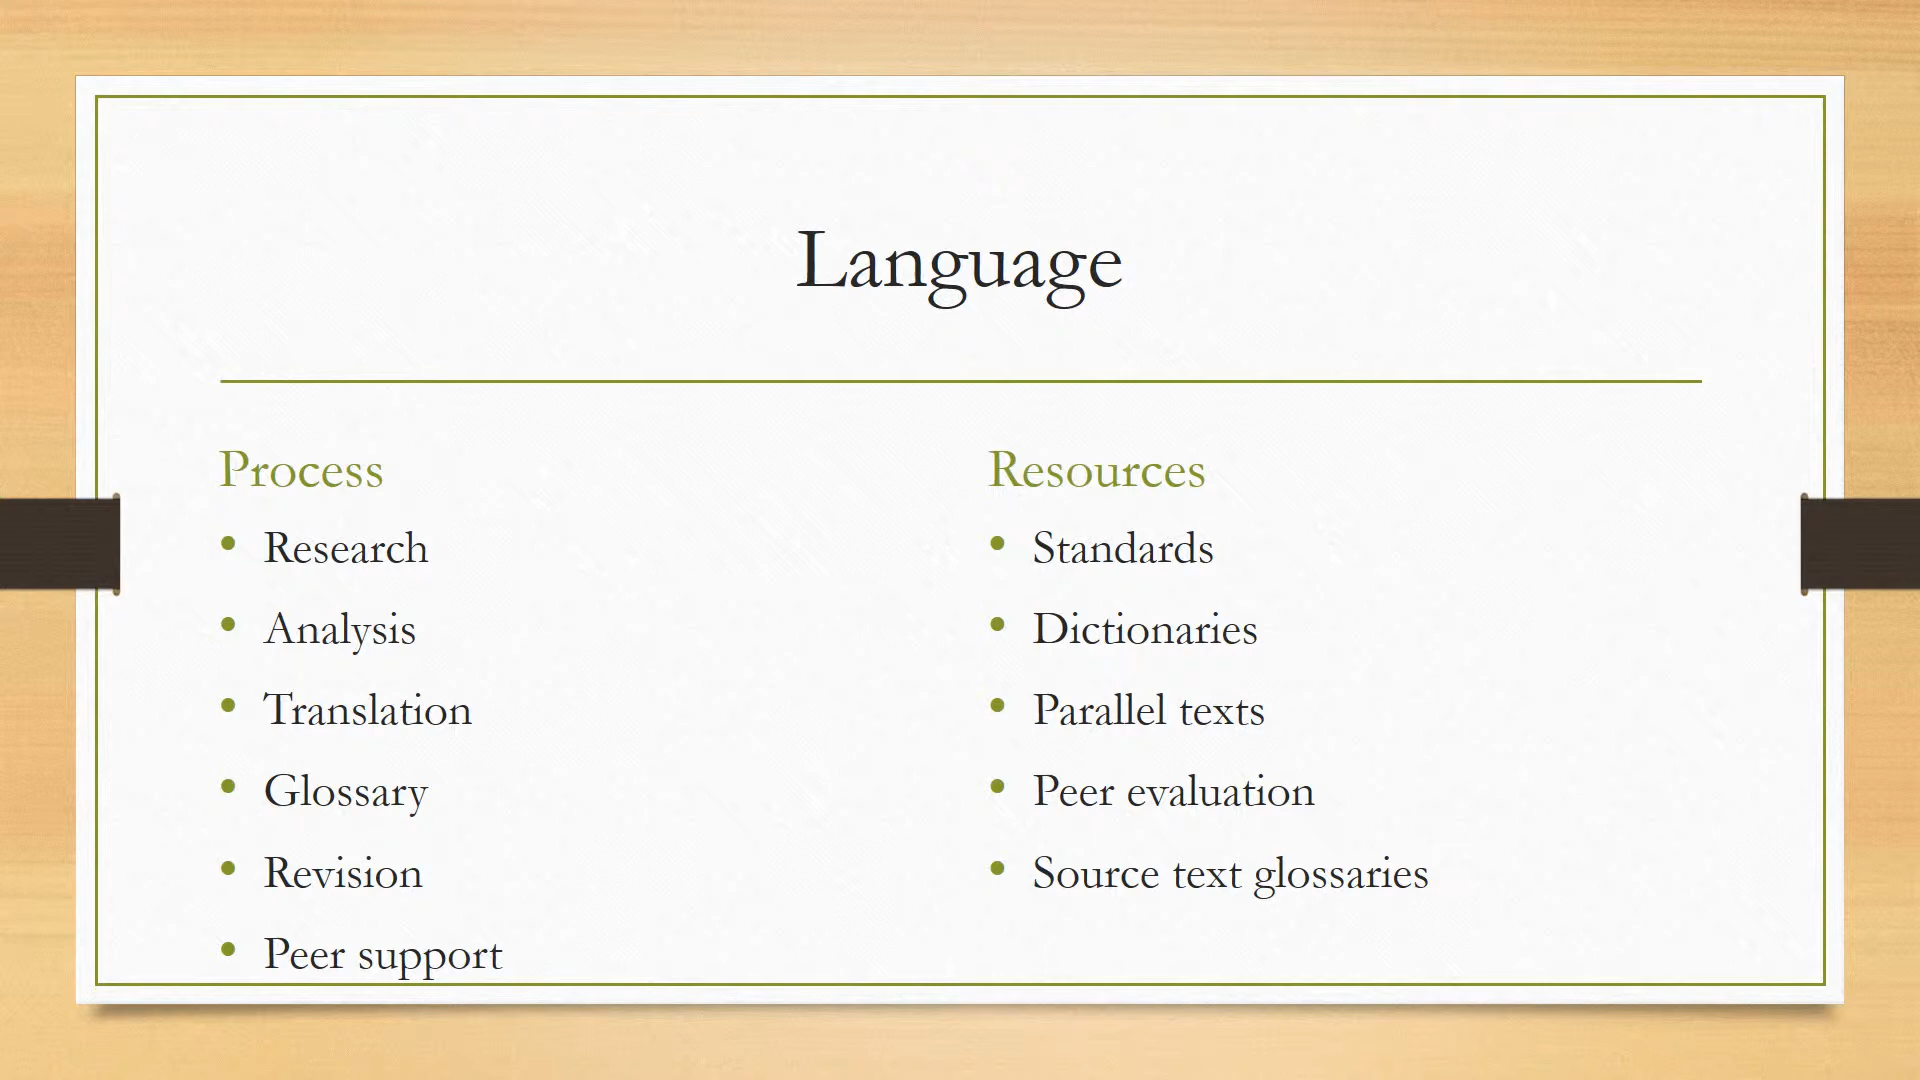 Language
Process
• Research
• Analysis
• Translation
• Glossary
• Revision
• Peer support
Resources
• Standards
• Dictionaries
• Parallel texts
• Peer evaluation
• Source text glossaries